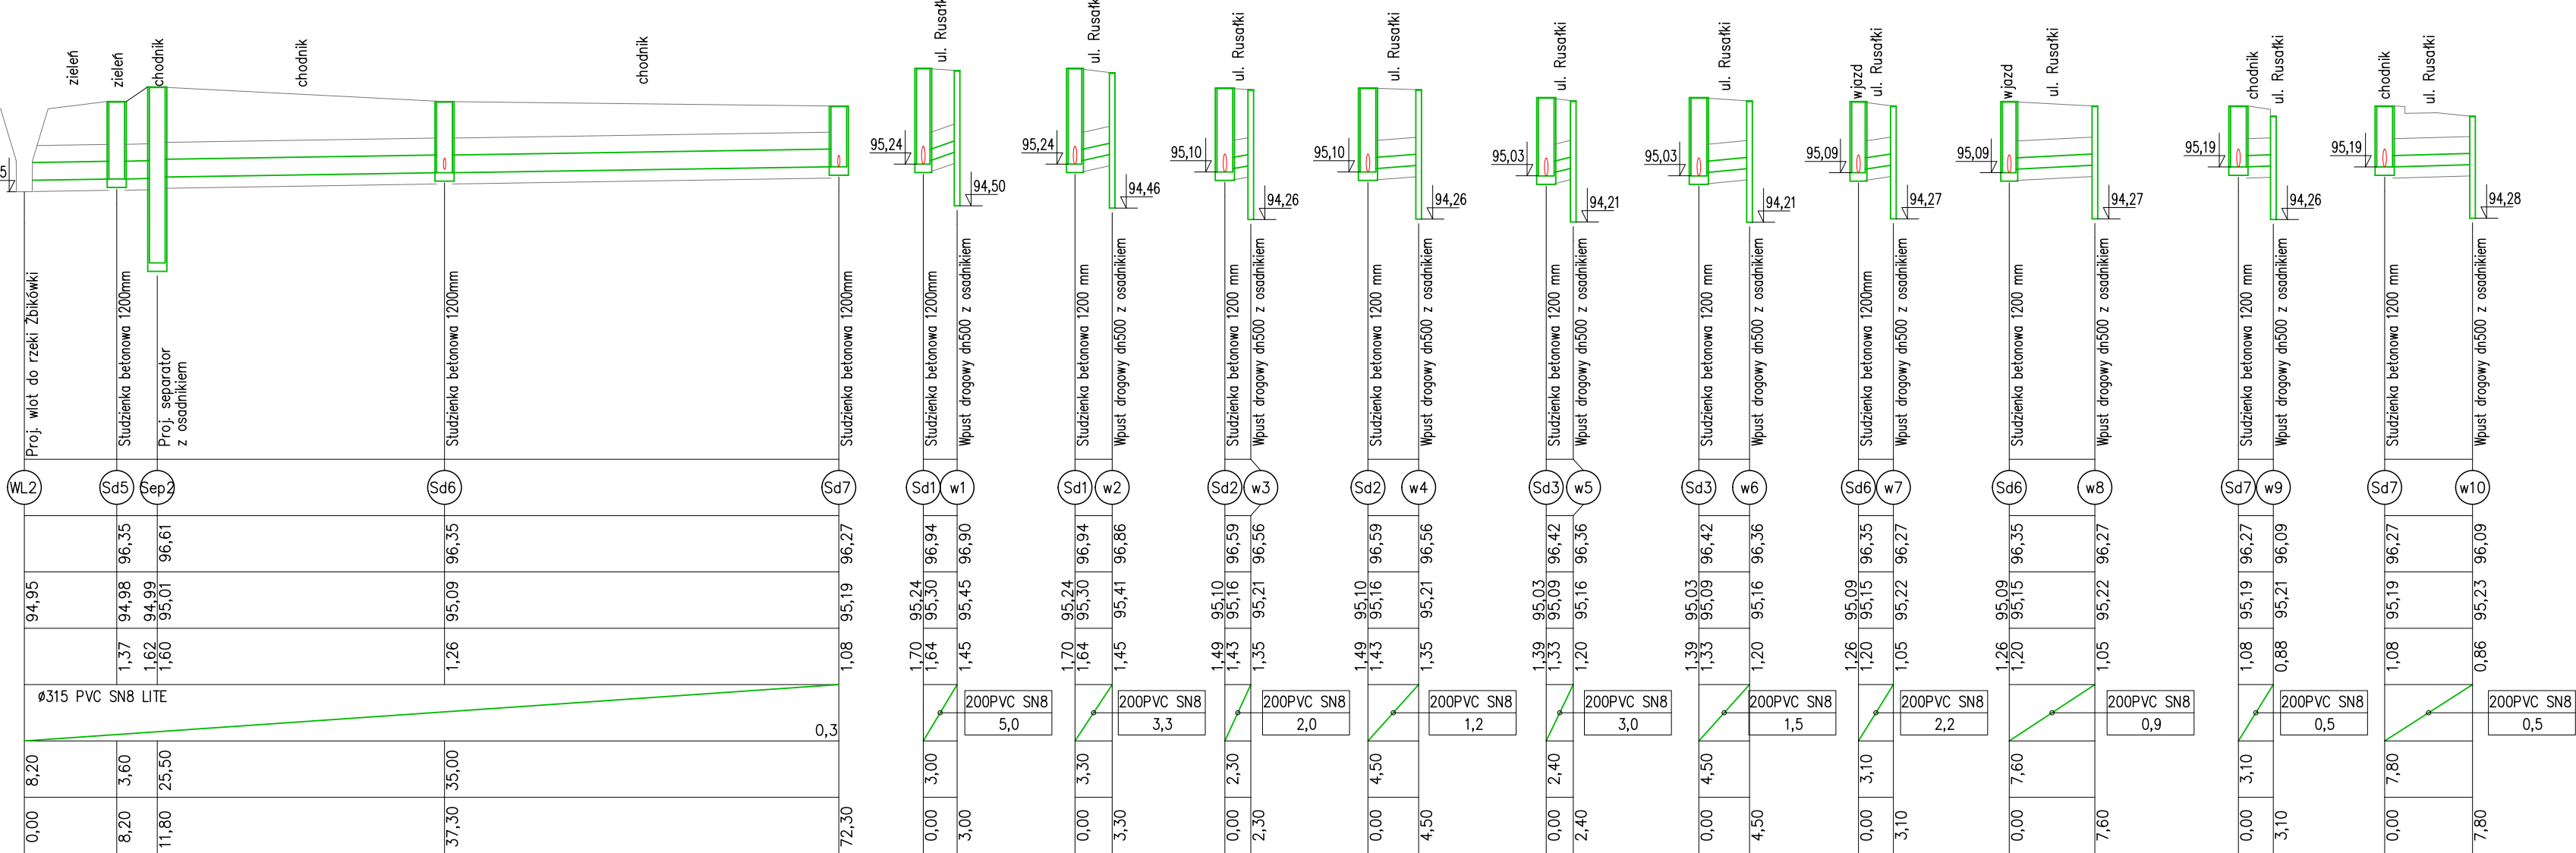 zieleń
zieleń
chodnik
chodnik
chodnik
ul. Rusałki
ul. Rusałki
ul. Rusałki
ul. Rusałki
ul. Rusałki
ul. Rusałki
wjazd
ul. Rusałki
wjazd
ul. Rusałki
chodnik
ul. Rusałki
chodnik
ul. Rusałki
5
95,24
94,50
95,24
94,46
95,10
94,26
95,10
94,26
95,03
94,21
95,03
94,21
95,09
94,27
95,09
94,27
95,19
94,26
95,19
94,28
Proj. wlot do rzeki Żbikówki
Studzienka betonowa 1200mm
Proj. separator
z osadnikiem
Studzienka betonowa 1200mm
Studzienka betonowa 1200mm
Studzienka betonowa 1200mm
Wpust drogowy dn500 z osadnikiem
Studzienka betonowa 1200 mm
Wpust drogowy dn500 z osadnikiem
Studzienka betonowa 1200 mm
Wpust drogowy dn500 z osadnikiem
Studzienka betonowa 1200 mm
Wpust drogowy dn500 z osadnikiem
Studzienka betonowa 1200 mm
Wpust drogowy dn500 z osadnikiem
Studzienka betonowa 1200 mm
Wpust drogowy dn500 z osadnikiem
Studzienka betonowa 1200mm
Wpust drogowy dn500 z osadnikiem
Studzienka betonowa 1200 mm
Wpust drogowy dn500 z osadnikiem
Studzienka betonowa 1200 mm
Wpust drogowy dn500 z osadnikiem
Studzienka betonowa 1200 mm
Wpust drogowy dn500 z osadnikiem
WL2 Sd5 Sep2 Sd6 Sd7 Sd1 w1 Sd1 w2 Sd2 w3 Sd2 w4 Sd3 w5 Sd3 w6 Sd6 w7 Sd6 w8 Sd7 w9 Sd7 w10
96,35 96,61 96,35 96,27 96,94 96,90 96,94 96,86 96,59 96,56 96,59 96,56 96,42 96,36 96,42 96,36 96,35 96,27 96,35 96,27 96,27 96,09 96,27 96,09
94,95 94,98 94,99 95,01 95,09 95,19 95,24 95,30 95,45 95,24 95,30 95,41 95,10 95,16 95,21 95,10 95,16 95,21 95,03 95,09 95,16 95,03 95,09 95,16 95,09 95,15 95,22 95,09 95,15 95,22 95,19 95,21 95,19 95,23
1,37 1,62 1,60 1,26 1,08 1,70 1,64 1,45 1,70 1,64 1,45 1,49 1,43 1,35 1,49 1,43 1,35 1,39 1,33 1,20 1,39 1,33 1,20 1,26 1,20 1,05 1,26 1,20 1,05 1,08 0,88 1,08 0,86
ø315 PVC SN8 LITE 200PVC SN8 200PVC SN8 200PVC SN8 200PVC SN8 200PVC SN8 200PVC SN8 200PVC SN8 200PVC SN8 200PVC SN8 200PVC SN8
0,3 5,0 3,3 2,0 1,2 3,0 1,5 2,2 0,9 0,5 0,5
8,20 3,60 25,50 35,00 3,00 3,30 2,30 4,50 2,40 4,50 3,10 7,60 3,10 7,80
0,00 8,20 11,80 37,30 72,30 0,00 3,00 0,00 3,30 0,00 2,30 0,00 4,50 0,00 2,40 0,00 4,50 0,00 3,10 0,00 7,60 0,00 3,10 0,00 7,80